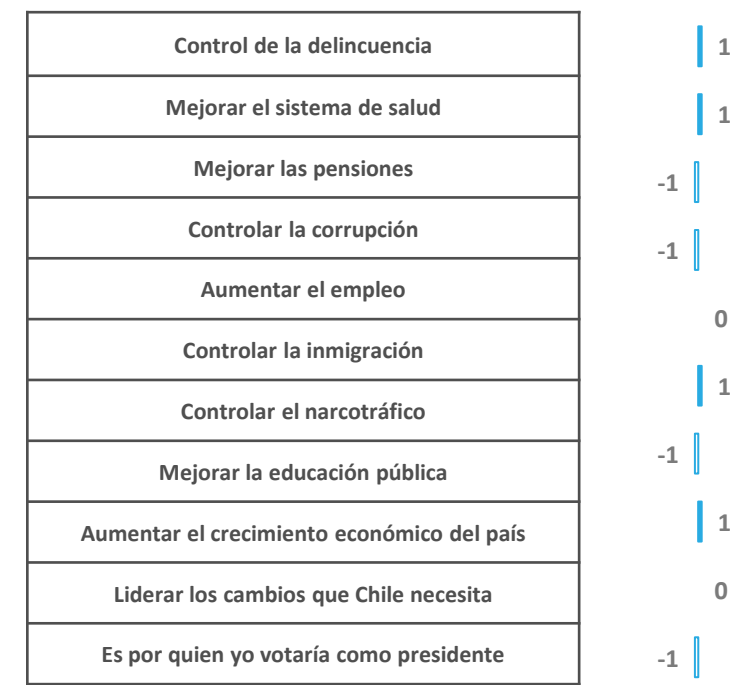 Control de la delincuencia
1
Mejorar el sistema de salud
1
Mejorar las pensiones
-1
Controlar la corrupción
-1
Aumentar el empleo
0
Controlar la inmigración
1
Controlar el narcotráfico
-1
Mejorar la educación pública
1
Aumentar el crecimiento económico del país
0
Liderar los cambios que Chile necesita
-1
Es por quien yo votaría como presidente